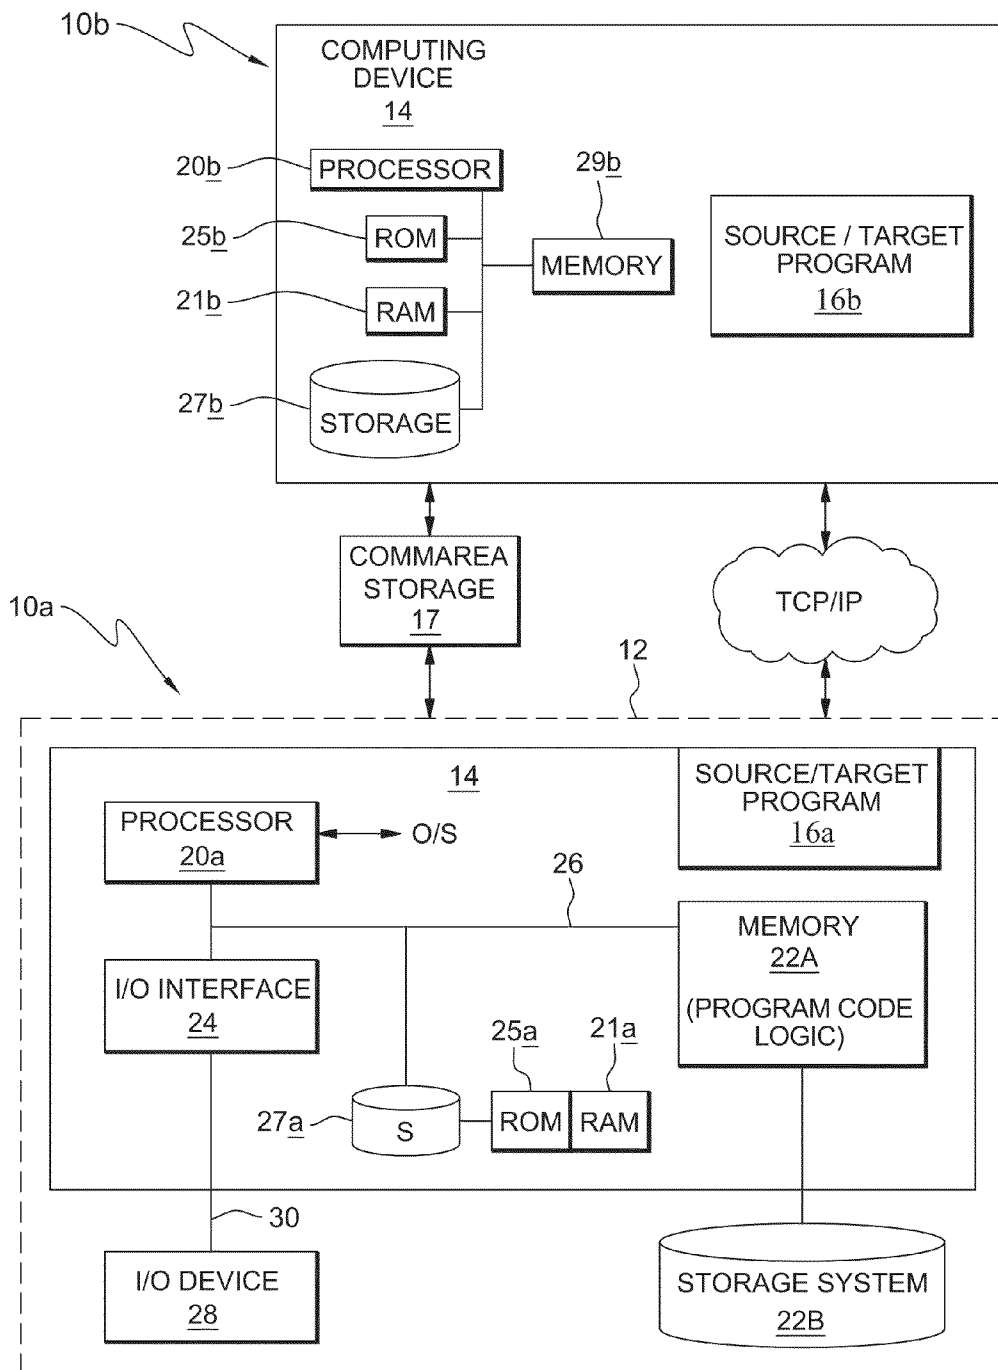 10b
COMPUTING
DEVICE
14
20b
PROCESSOR
29b
25b
ROM
MEMORY
SOURCE / TARGET
PROGRAM
16b
21b
RAM
27b
STORAGE
COMMAREA
STORAGE
17
TCP/IP
10a
12
14
SOURCE/TARGET
PROGRAM
16a
PROCESSOR
20a
O/S
26
MEMORY
22A
(PROGRAM CODE
LOGIC)
I/O INTERFACE
24
25a
21a
27a
S
ROM
RAM
30
I/O DEVICE
28
STORAGE SYSTEM
22B